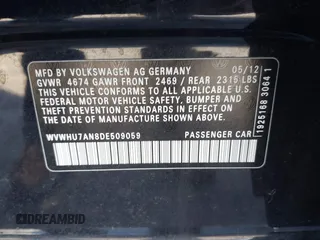 MFD BY VOLKSWAGEN AG GERMANY 05/12
GVWR 4674 GAWR FRONT 2469 / REAR 2315 LBS
THIS VEHICLE CONFORMS TO ALL APPLICABLE U.S.
FEDERAL MOTOR VEHICLE SAFETY, BUMPER AND
THEFT PREVENTION STANDARDS IN EFFECT ON THE
DATE OF MANUFACTURE SHOWN ABOVE.
WVWHU7AN8DE509059 PASSENGER CAR
1925168 30641
DREAMBID